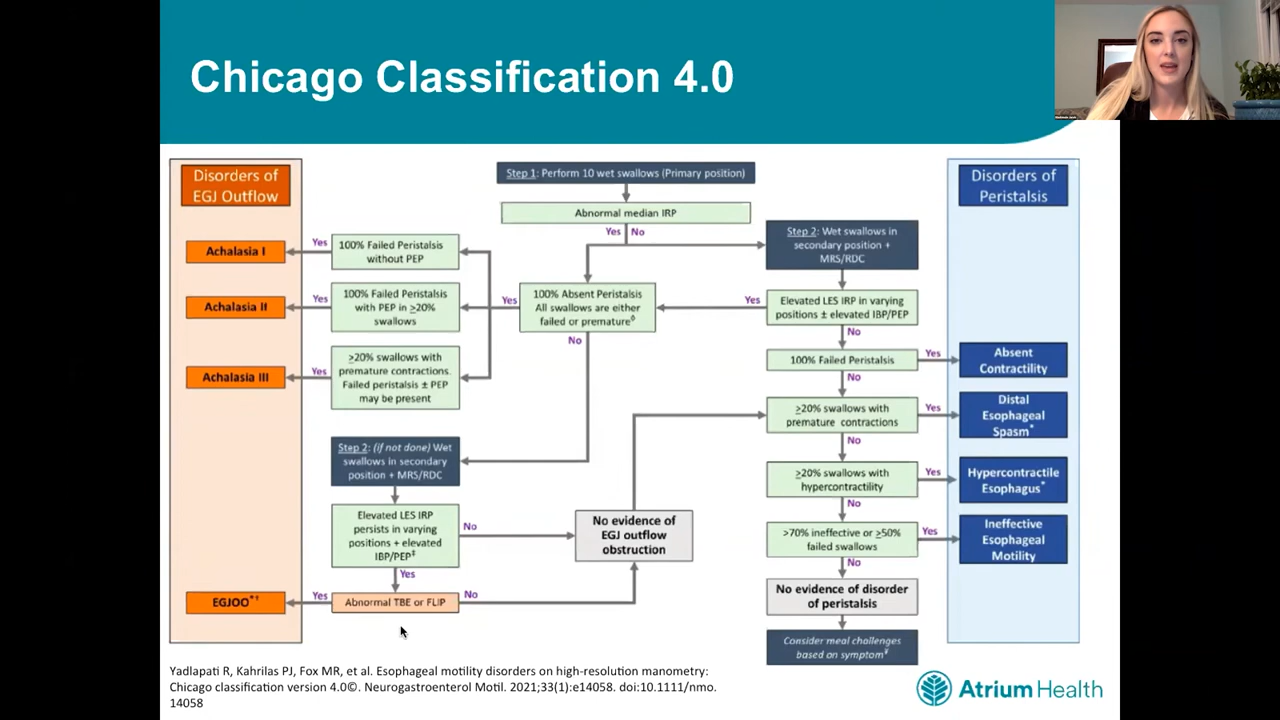 Chicago Classification 4.0
Disorders of
EGJ Outflow
Achalasia I
Achalasia II
Achalasia III
EGJOO*†
Step 1: Perform 10 wet swallows (Primary position)
Abnormal median IRP
Yes No
100% Absent Peristalsis
All swallows are either
failed or premature◊
Yes
No
Yes
100% Failed Peristalsis
without PEP
Yes
100% Failed Peristalsis
with PEP in ≥20%
swallows
Yes
≥20% swallows with
premature contractions.
Failed peristalsis ± PEP
may be present
Yes
Step 2: (if not done) Wet
swallows in secondary
position + MRS/RDC
Elevated LES IRP
persists in varying
positions + elevated
IBP/PEP‡
No
Yes
Abnormal TBE or FLIP
Yes
No
No evidence of
EGJ outflow
obstruction
Step 2: Wet swallows in
secondary position +
MRS/RDC
Elevated LES IRP in varying
positions ± elevated IBP/PEP
Yes
No
100% Failed Peristalsis
Yes
No
≥20% swallows with
premature contractions
Yes
No
≥20% swallows with
hypercontractility
Yes
No
>70% ineffective or ≥50%
failed swallows
Yes
No
No evidence of disorder
of peristalsis
Consider meal challenges
based on symptom¥
Disorders of
Peristalsis
Absent
Contractility
Distal
Esophageal
Spasm*
Hypercontractile
Esophagus*
Ineffective
Esophageal
Motility
Yadlapati R, Kahrilas PJ, Fox MR, et al. Esophageal motility disorders on high-resolution manometry:
Chicago classification version 4.0©. Neurogastroenterol Motil. 2021;33(1):e14058. doi:10.1111/nmo.
14058
Atrium Health